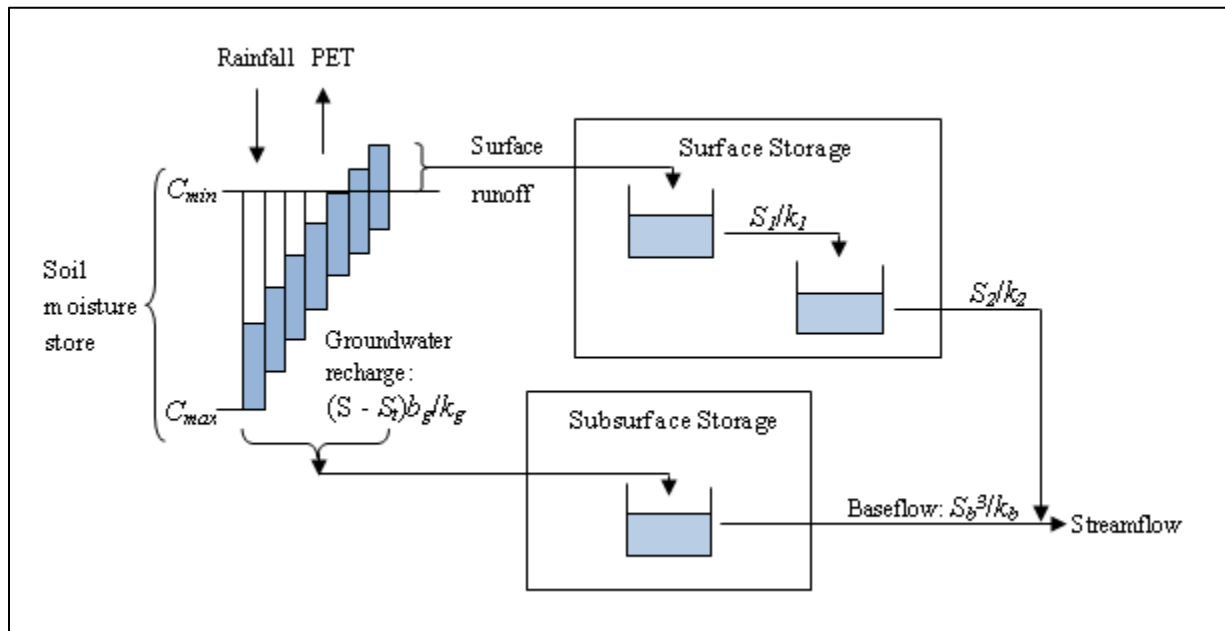 Rainfall PET
Surface
runoff
Surface Storage
C_min
S_1/k_1
S_2/k_2
Soil
moisture
store
Groundwater
recharge:
(S - S_t)b_g/k_g
C_max
Subsurface Storage
Baseflow: S_b^3/k_b
Streamflow